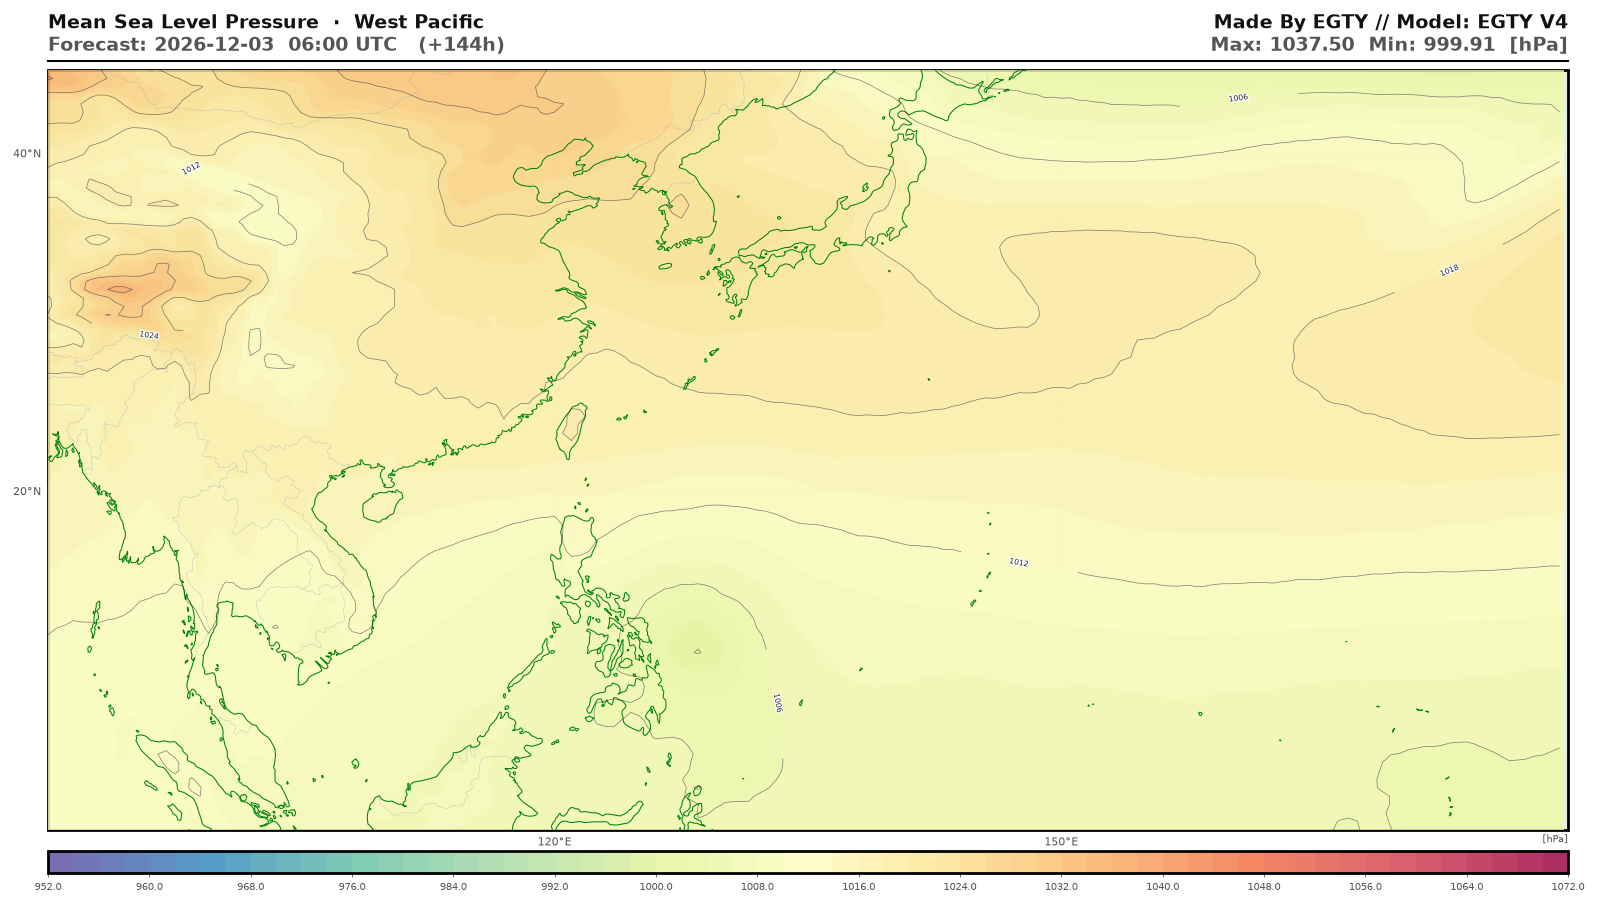 Mean Sea Level Pressure · West Pacific
Made By EGTY // Model: EGTY V4
Forecast: 2026-12-03 06:00 UTC (+144h)
Max: 1037.50 Min: 999.91 [hPa]
1006
40°N
1012
1018
1024
20°N
1012
1006
120°E
150°E
[hPa]
952.0
960.0
968.0
976.0
984.0
992.0
1000.0
1008.0
1016.0
1024.0
1032.0
1040.0
1048.0
1056.0
1064.0
1072.0